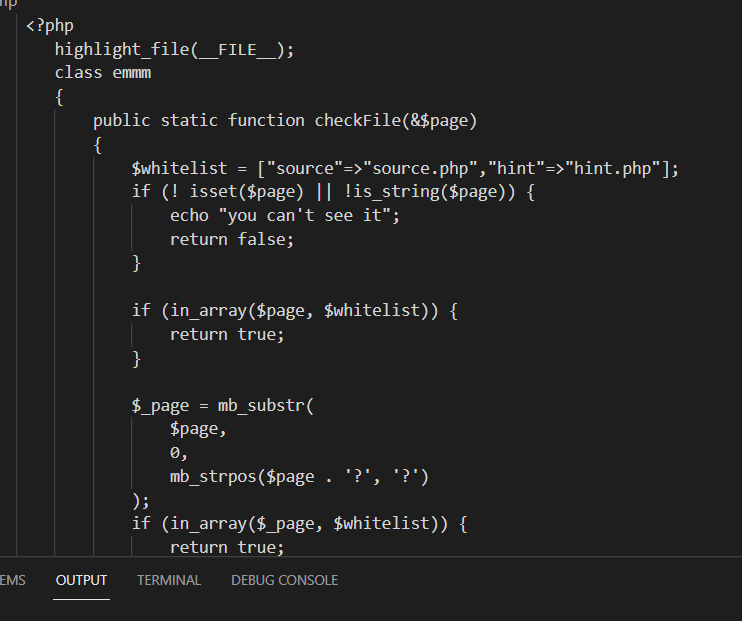 <?php
highlight_file(__FILE__);
class emmm
{
public static function checkFile(&$page)
{
$whitelist = ["source"=>"source.php","hint"=>"hint.php"];
if (! isset($page) || !is_string($page)) {
echo "you can't see it";
return false;
}
if (in_array($page, $whitelist)) {
return true;
}
$_page = mb_substr(
$page,
0,
mb_strpos($page . '?', '?')
);
if (in_array($_page, $whitelist)) {
return true;
EMS OUTPUT TERMINAL DEBUG CONSOLE